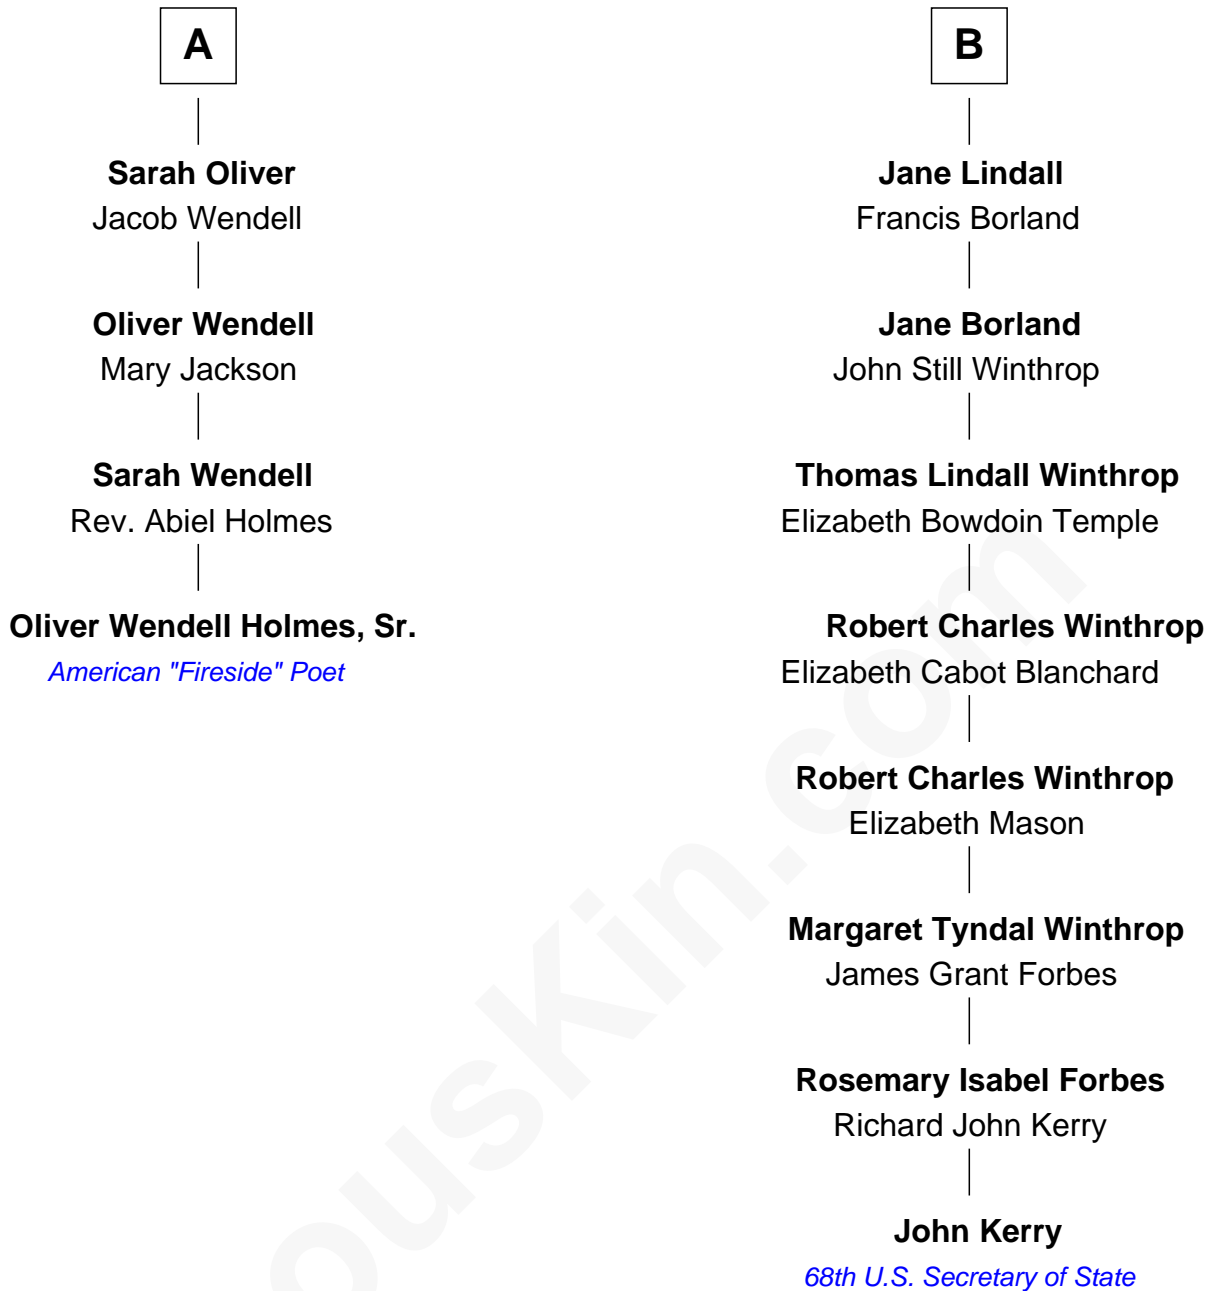 A
Sarah Oliver
Jacob Wendell
Oliver Wendell
Mary Jackson
Sarah Wendell
Rev. Abiel Holmes
Oliver Wendell Holmes, Sr.
American "Fireside" Poet
B
Jane Lindall
Francis Borland
Jane Borland
John Still Winthrop
Thomas Lindall Winthrop
Elizabeth Bowdoin Temple
Robert Charles Winthrop
Elizabeth Cabot Blanchard
Robert Charles Winthrop
Elizabeth Mason
Margaret Tyndal Winthrop
James Grant Forbes
Rosemary Isabel Forbes
Richard John Kerry
John Kerry
68th U.S. Secretary of State
ousKin.com